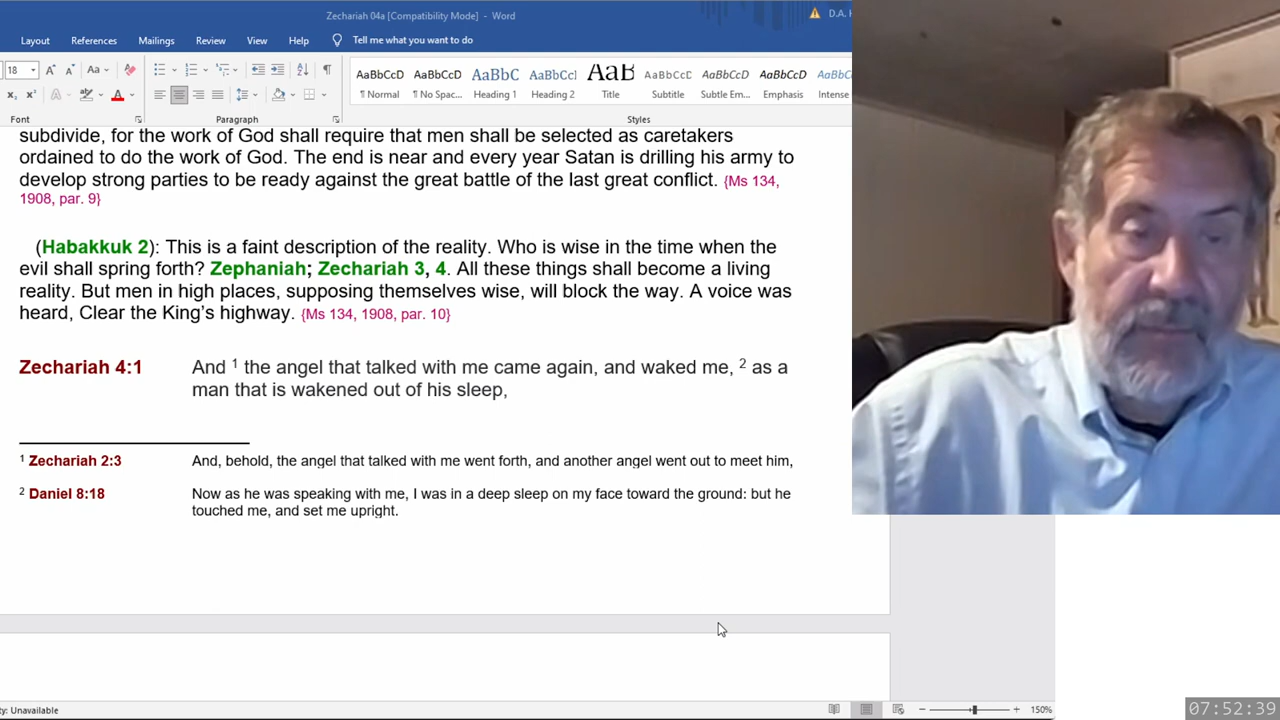 Zechariah 04a [Compatibility Mode] - Word
D.A.
Layout References Mailings Review View Help Tell me what you want to do
18 Aa
AaBbCcD AaBbCcD AaBbC AaBbCcI AaB AaBbCcD AaBbCcD AaBbCcD AaBbCcD
¶ Normal ¶ No Spac... Heading 1 Heading 2 Title Subtitle Subtle Em... Emphasis Intense
Font Paragraph Styles
subdivide, for the work of God shall require that men shall be selected as caretakers
ordained to do the work of God. The end is near and every year Satan is drilling his army to
develop strong parties to be ready against the great battle of the last great conflict. {Ms 134,
1908, par. 9}
(Habakkuk 2): This is a faint description of the reality. Who is wise in the time when the
evil shall spring forth? Zephaniah; Zechariah 3, 4. All these things shall become a living
reality. But men in high places, supposing themselves wise, will block the way. A voice was
heard, Clear the King's highway. {Ms 134, 1908, par. 10}
Zechariah 4:1 And 1 the angel that talked with me came again, and waked me, 2 as a
man that is wakened out of his sleep,
1 Zechariah 2:3 And, behold, the angel that talked with me went forth, and another angel went out to meet him,
2 Daniel 8:18 Now as he was speaking with me, I was in a deep sleep on my face toward the ground: but he
touched me, and set me upright.
ty: Unavailable 150%
07:52:39